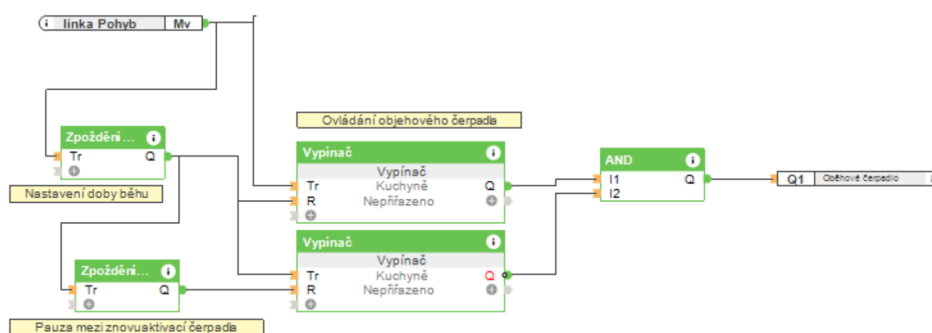 linka Pohyb Mv
Ovládání objehového čerpadla
Zpoždění...
Tr Q
Nastavení doby běhu
Vypínač
Vypínač
Tr Kuchyně Q
R Nepřiřazeno
AND
I1 Q
I2
Q1 Oběhové čerpadlo
Vypínač
Vypínač
Tr Kuchyně Q
R Nepřiřazeno
Zpoždění...
Tr Q
Pauza mezi znovuaktivací čerpadla